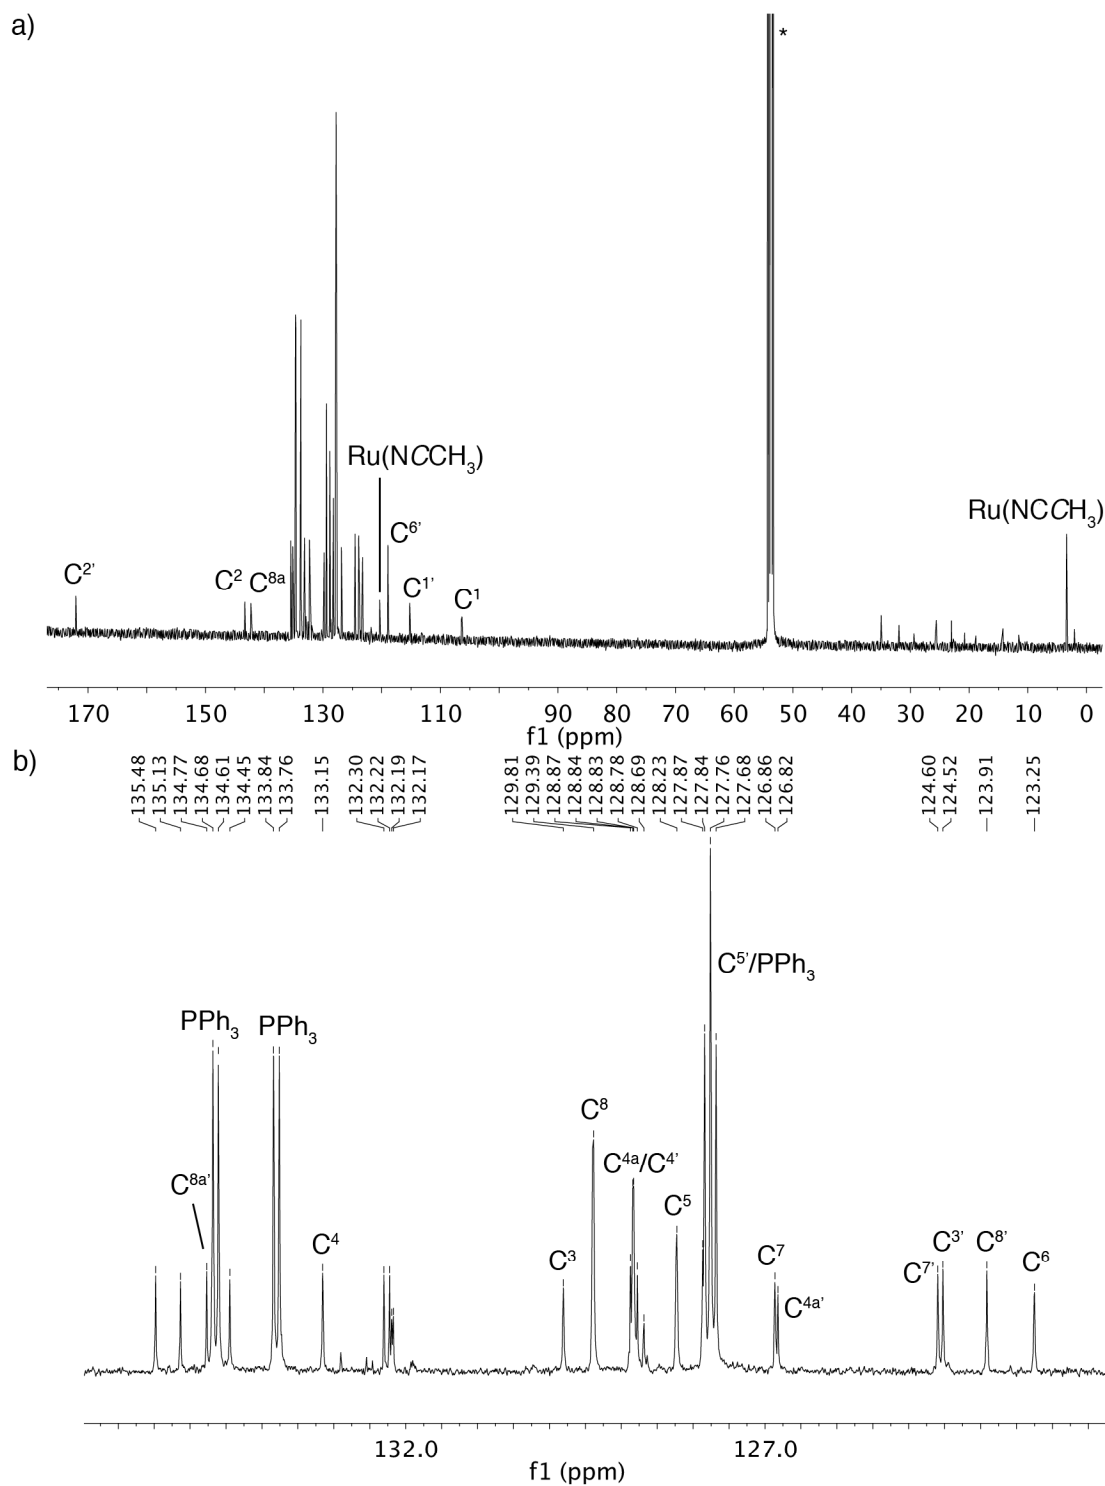 a)
*
Ru(NCCH₃)
C⁶'
Ru(NCCH₃)
C²'
C²
C⁸ᵃ
C¹'
C¹
170 150 130 110 90 80 70 60 50 40 30 20 10 0
f1 (ppm)
b)
135.48 135.13 134.77 134.68 134.61 134.45 133.84 133.76 133.15 132.30 132.22 132.19 132.17 129.81 129.39 128.87 128.84 128.83 128.78 128.69 128.23 127.87 127.84 127.76 127.68 126.86 126.82 124.60 124.52 123.91 123.25
C⁵'/PPh₃
PPh₃ PPh₃
C⁸
C⁴ᵃ/C⁴'
C⁸ᵃ'
C⁵
C⁴
C³
C⁷
C⁴ᵃ'
C⁷'
C³'
C⁸'
C⁶
132.0 127.0
f1 (ppm)